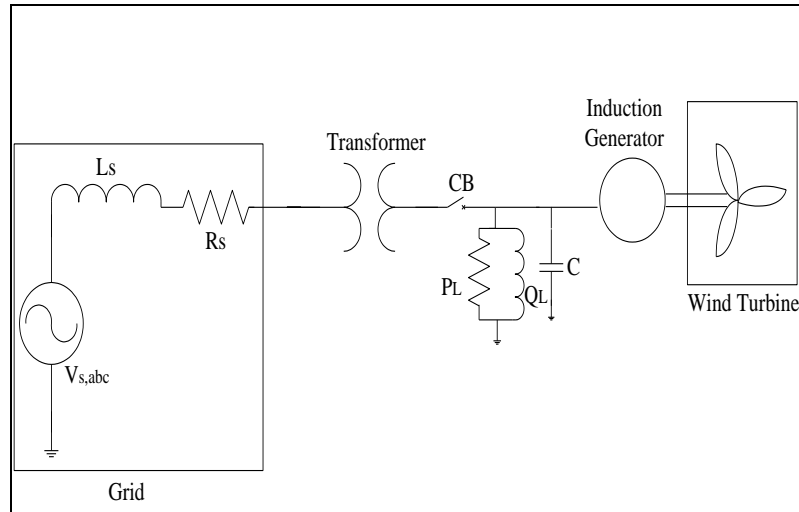 Induction
Generator
Transformer
Ls
CB
Rs
PL
QL
C
Wind Turbine
Vs,abc
Grid